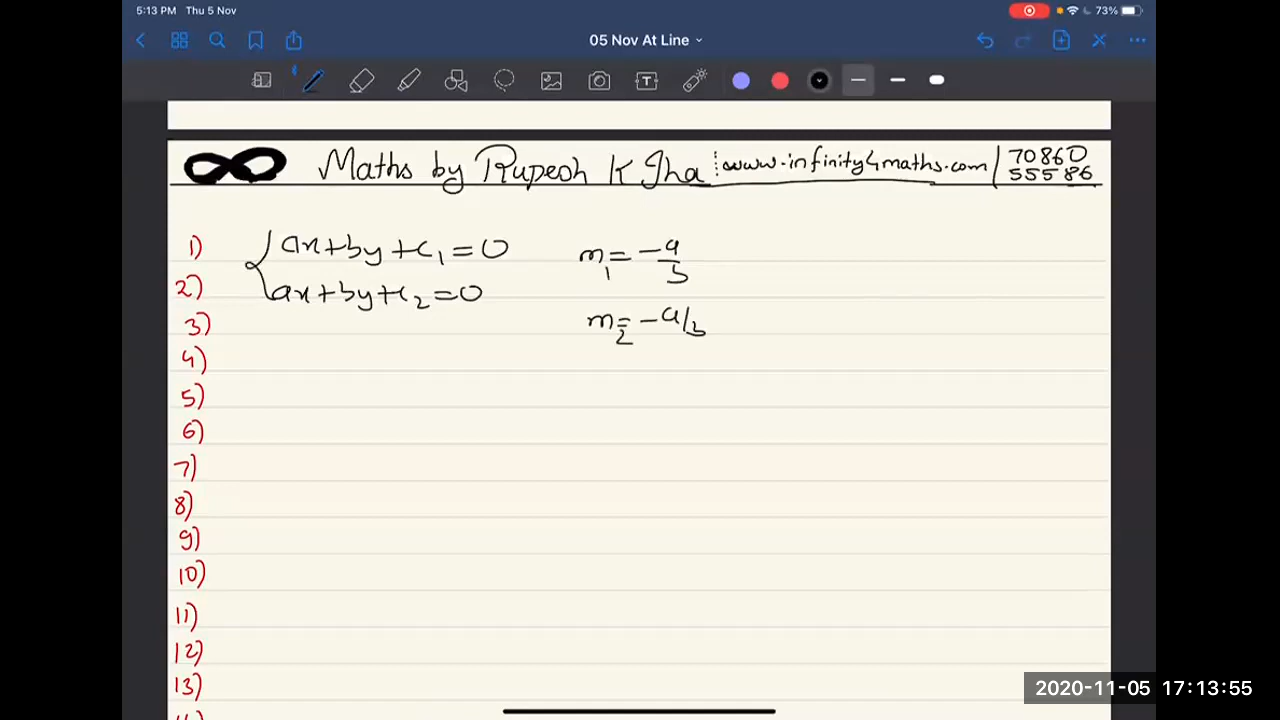 5:13 PM Thu 5 Nov
73%
05 Nov At Line
∞ Maths by Rupesh K Jha www.infinity4maths.com / 70860
55586
1) ax+by+c₁=0 m₁=-a/b
2) ax+by+c₂=0
3) m₂=-a/b
4)
5)
6)
7)
8)
9)
10)
11)
12)
13)
2020-11-05 17:13:55